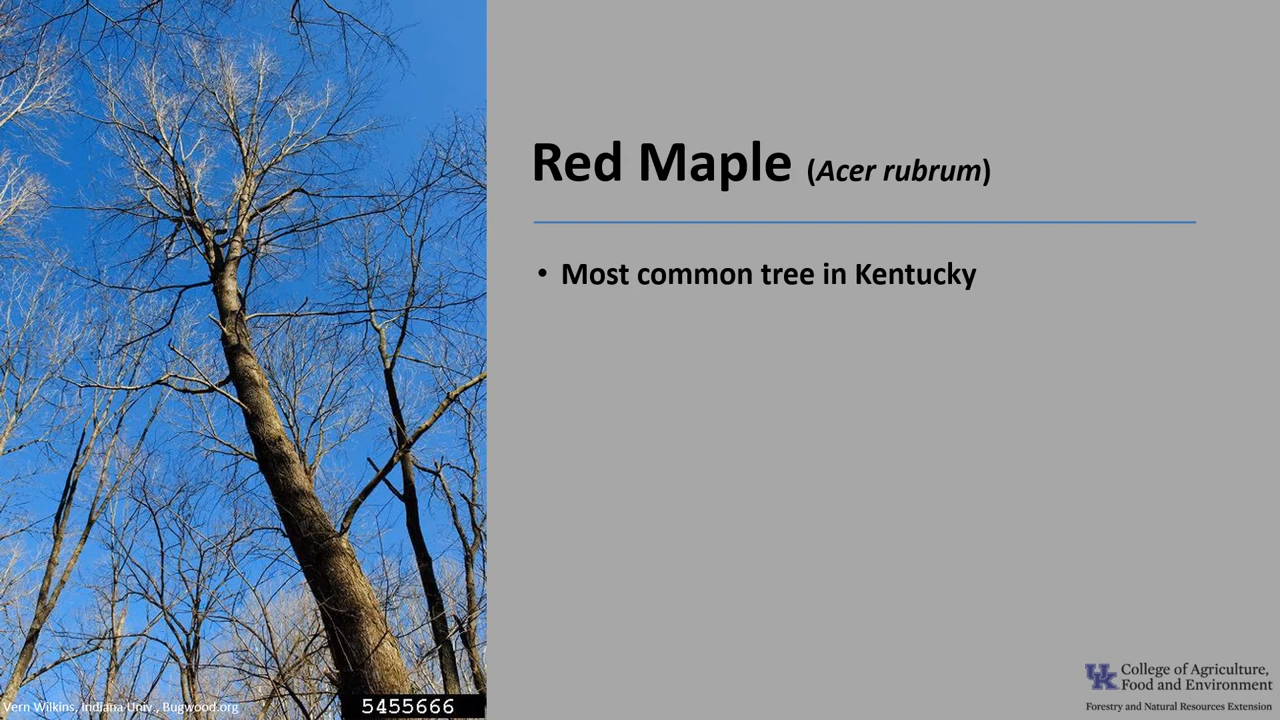 Red Maple (Acer rubrum)
• Most common tree in Kentucky
Vern Wilkins, Indiana Univ., Bugwood.org
5455666
UK College of Agriculture,
Food and Environment
Forestry and Natural Resources Extension